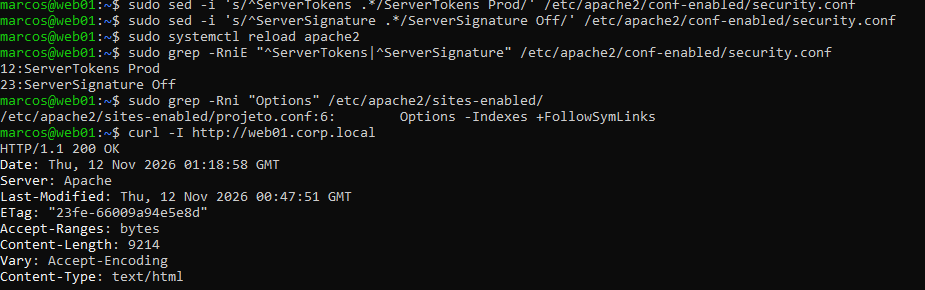 marcos@web01:~$ sudo sed -i 's/^ServerTokens .*/ServerTokens Prod/' /etc/apache2/conf-enabled/security.conf
marcos@web01:~$ sudo sed -i 's/^ServerSignature .*/ServerSignature Off/' /etc/apache2/conf-enabled/security.conf
marcos@web01:~$ sudo systemctl reload apache2
marcos@web01:~$ sudo grep -RniE "^ServerTokens|^ServerSignature" /etc/apache2/conf-enabled/security.conf
12:ServerTokens Prod
23:ServerSignature Off
marcos@web01:~$ sudo grep -Rni "Options" /etc/apache2/sites-enabled/
/etc/apache2/sites-enabled/projeto.conf:6:        Options -Indexes +FollowSymLinks
marcos@web01:~$ curl -I http://web01.corp.local
HTTP/1.1 200 OK
Date: Thu, 12 Nov 2026 01:18:58 GMT
Server: Apache
Last-Modified: Thu, 12 Nov 2026 00:47:51 GMT
ETag: "23fe-66009a94e5e8d"
Accept-Ranges: bytes
Content-Length: 9214
Vary: Accept-Encoding
Content-Type: text/html